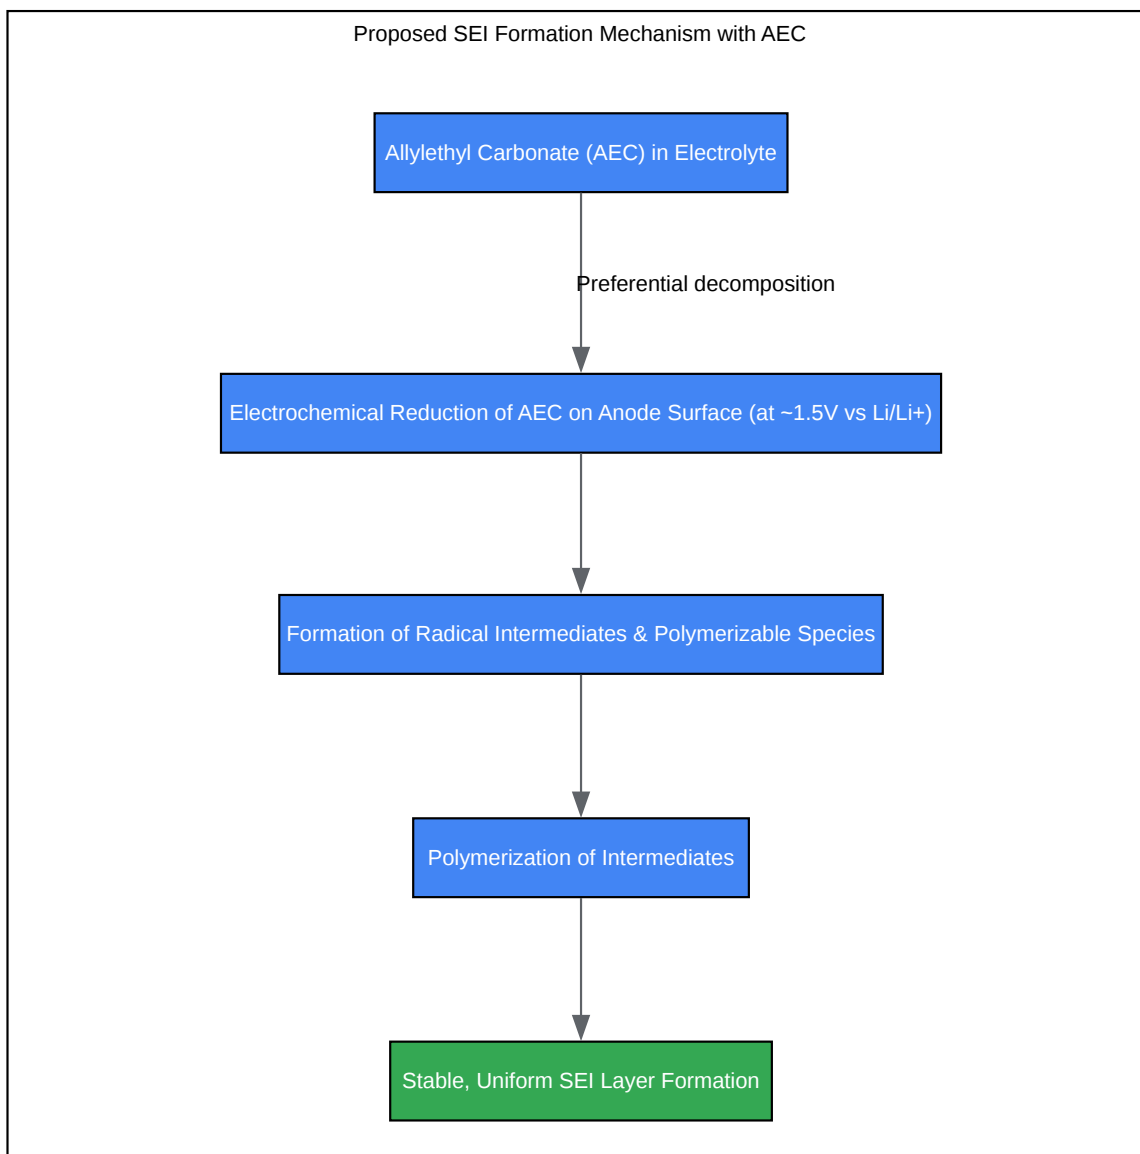 Proposed SEI Formation Mechanism with AEC
Allylethyl Carbonate (AEC) in Electrolyte
Preferential decomposition
Electrochemical Reduction of AEC on Anode Surface (at ~1.5V vs Li/Li+)
Formation of Radical Intermediates & Polymerizable Species
Polymerization of Intermediates
Stable, Uniform SEI Layer Formation